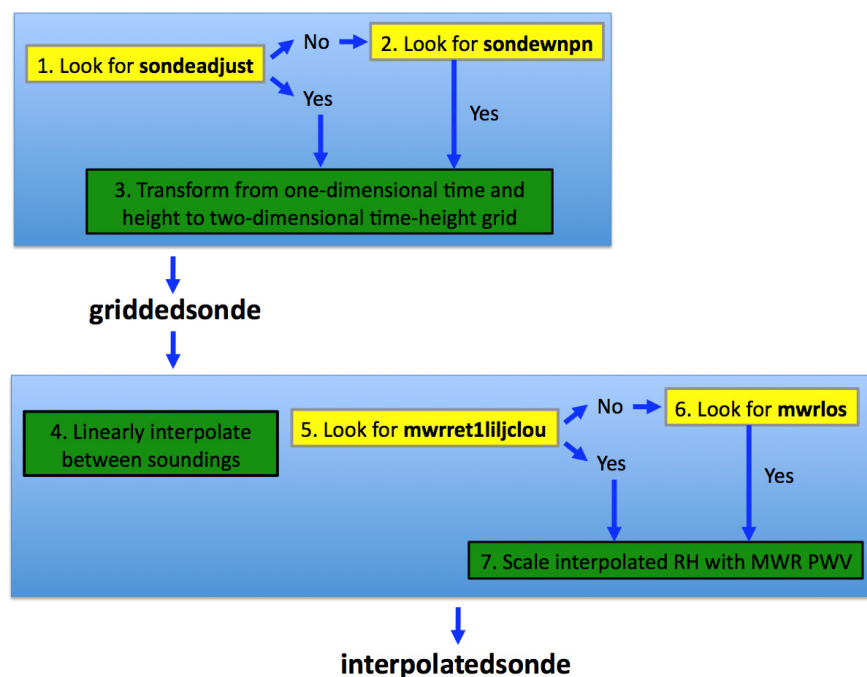 1. Look for sondeadjust
No
2. Look for sondewnpn
Yes
Yes
3. Transform from one-dimensional time and
height to two-dimensional time-height grid
griddedsonde
4. Linearly interpolate
between soundings
5. Look for mwrret1liljclou
No
6. Look for mwrlos
Yes
Yes
7. Scale interpolated RH with MWR PWV
interpolatedsonde